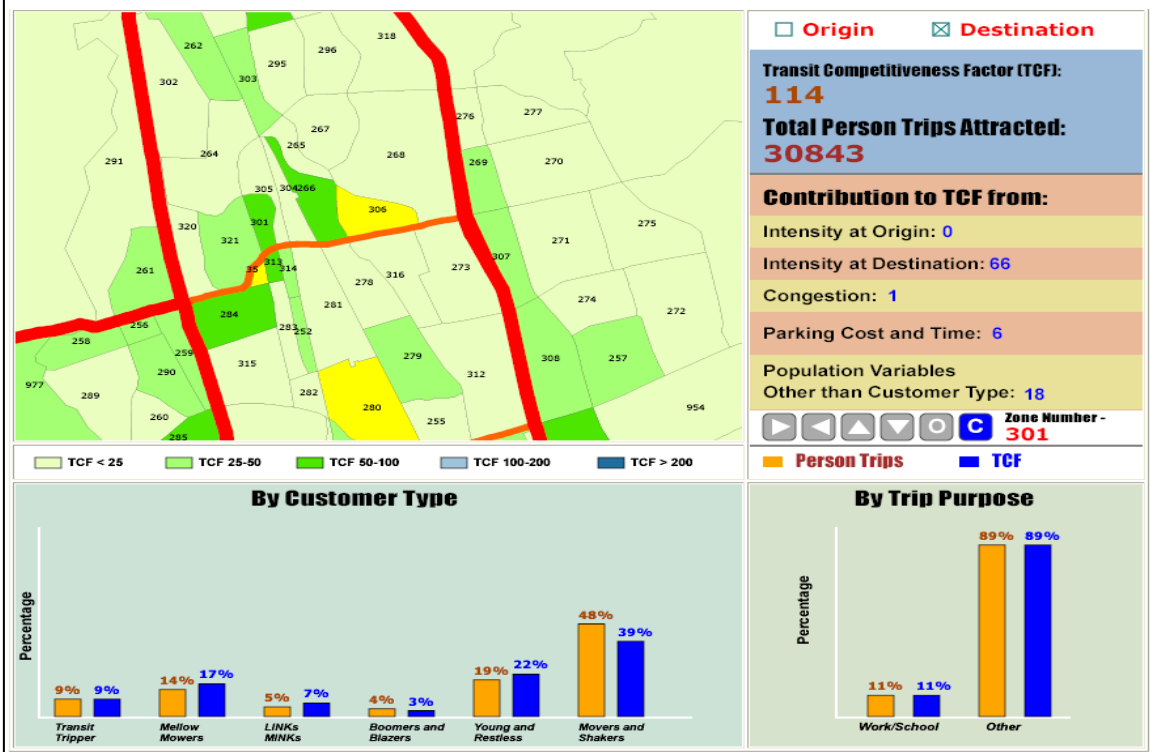 262
296
318
295
302
303
276
277
267
265
264
268
291
269
270
305
304
266
306
301
320
275
321
271
307
313
35
314
261
316
273
278
274
281
272
284
256
283
252
258
259
279
308
257
315
290
977
312
289
282
280
954
260
255
285
TCF < 25
TCF 25-50
TCF 50-100
TCF 100-200
TCF > 200
Origin
Destination
Transit Competitiveness Factor (TCF):
114
Total Person Trips Attracted:
30843
Contribution to TCF from:
Intensity at Origin: 0
Intensity at Destination: 66
Congestion: 1
Parking Cost and Time: 6
Population Variables
Other than Customer Type: 18
O
C
Zone Number -
301
Person Trips
TCF
By Customer Type
Percentage
9% 9%
14% 17%
5% 7%
4% 3%
19% 22%
48% 39%
Transit
Tripper
Mellow
Mowers
LINKs
MINKs
Boomers and
Blazers
Young and
Restless
Movers and
Shakers
By Trip Purpose
Percentage
11% 11%
89% 89%
Work/School
Other